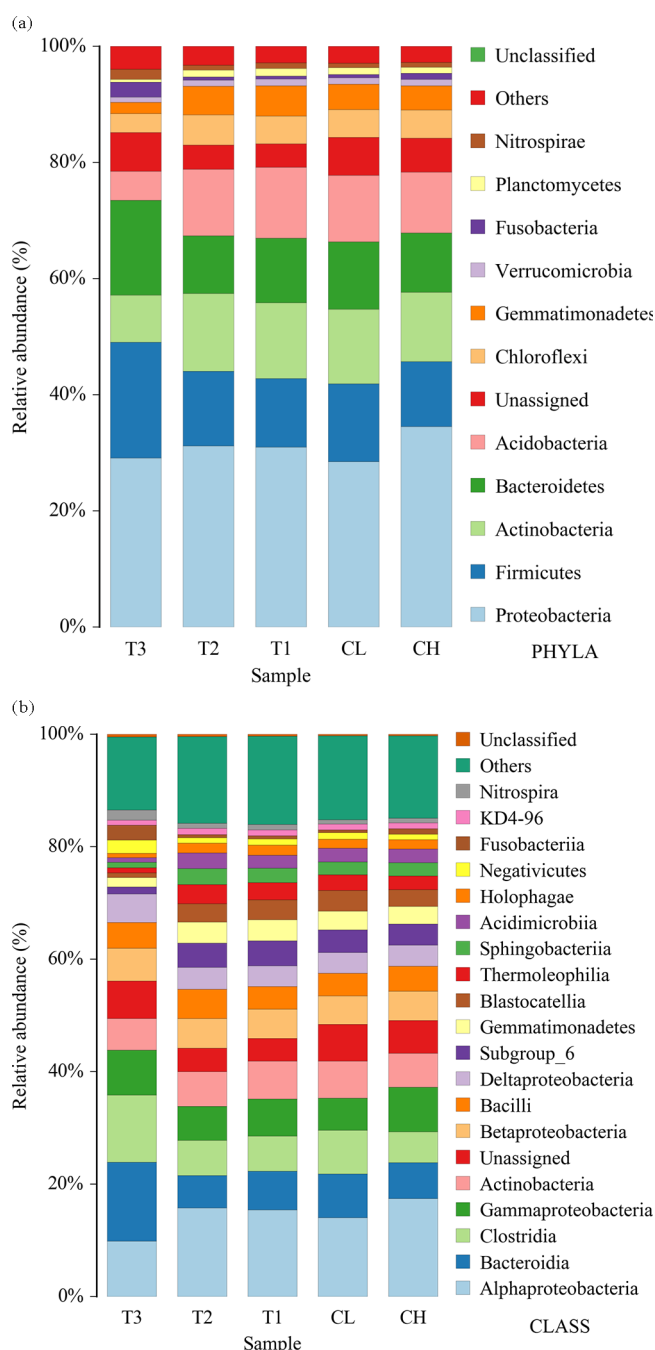 (a)
100%
80%
60%
40%
20%
0%
Relative abundance (%)
T3 T2 T1 CL CH
Sample
Unclassified
Others
Nitrospirae
Planctomycetes
Fusobacteria
Verrucomicrobia
Gemmatimonadetes
Chloroflexi
Unassigned
Acidobacteria
Bacteroidetes
Actinobacteria
Firmicutes
Proteobacteria
PHYLA
(b)
100%
80%
60%
40%
20%
0%
Relative abundance (%)
T3 T2 T1 CL CH
Sample
Unclassified
Others
Nitrospira
KD4-96
Fusobacteriia
Negativicutes
Holophagae
Acidimicrobiia
Sphingobacteriia
Thermoleophilia
Blastocatellia
Gemmatimonadetes
Subgroup_6
Deltaproteobacteria
Bacilli
Betaproteobacteria
Unassigned
Actinobacteria
Gammaproteobacteria
Clostridia
Bacteroidia
Alphaproteobacteria
CLASS